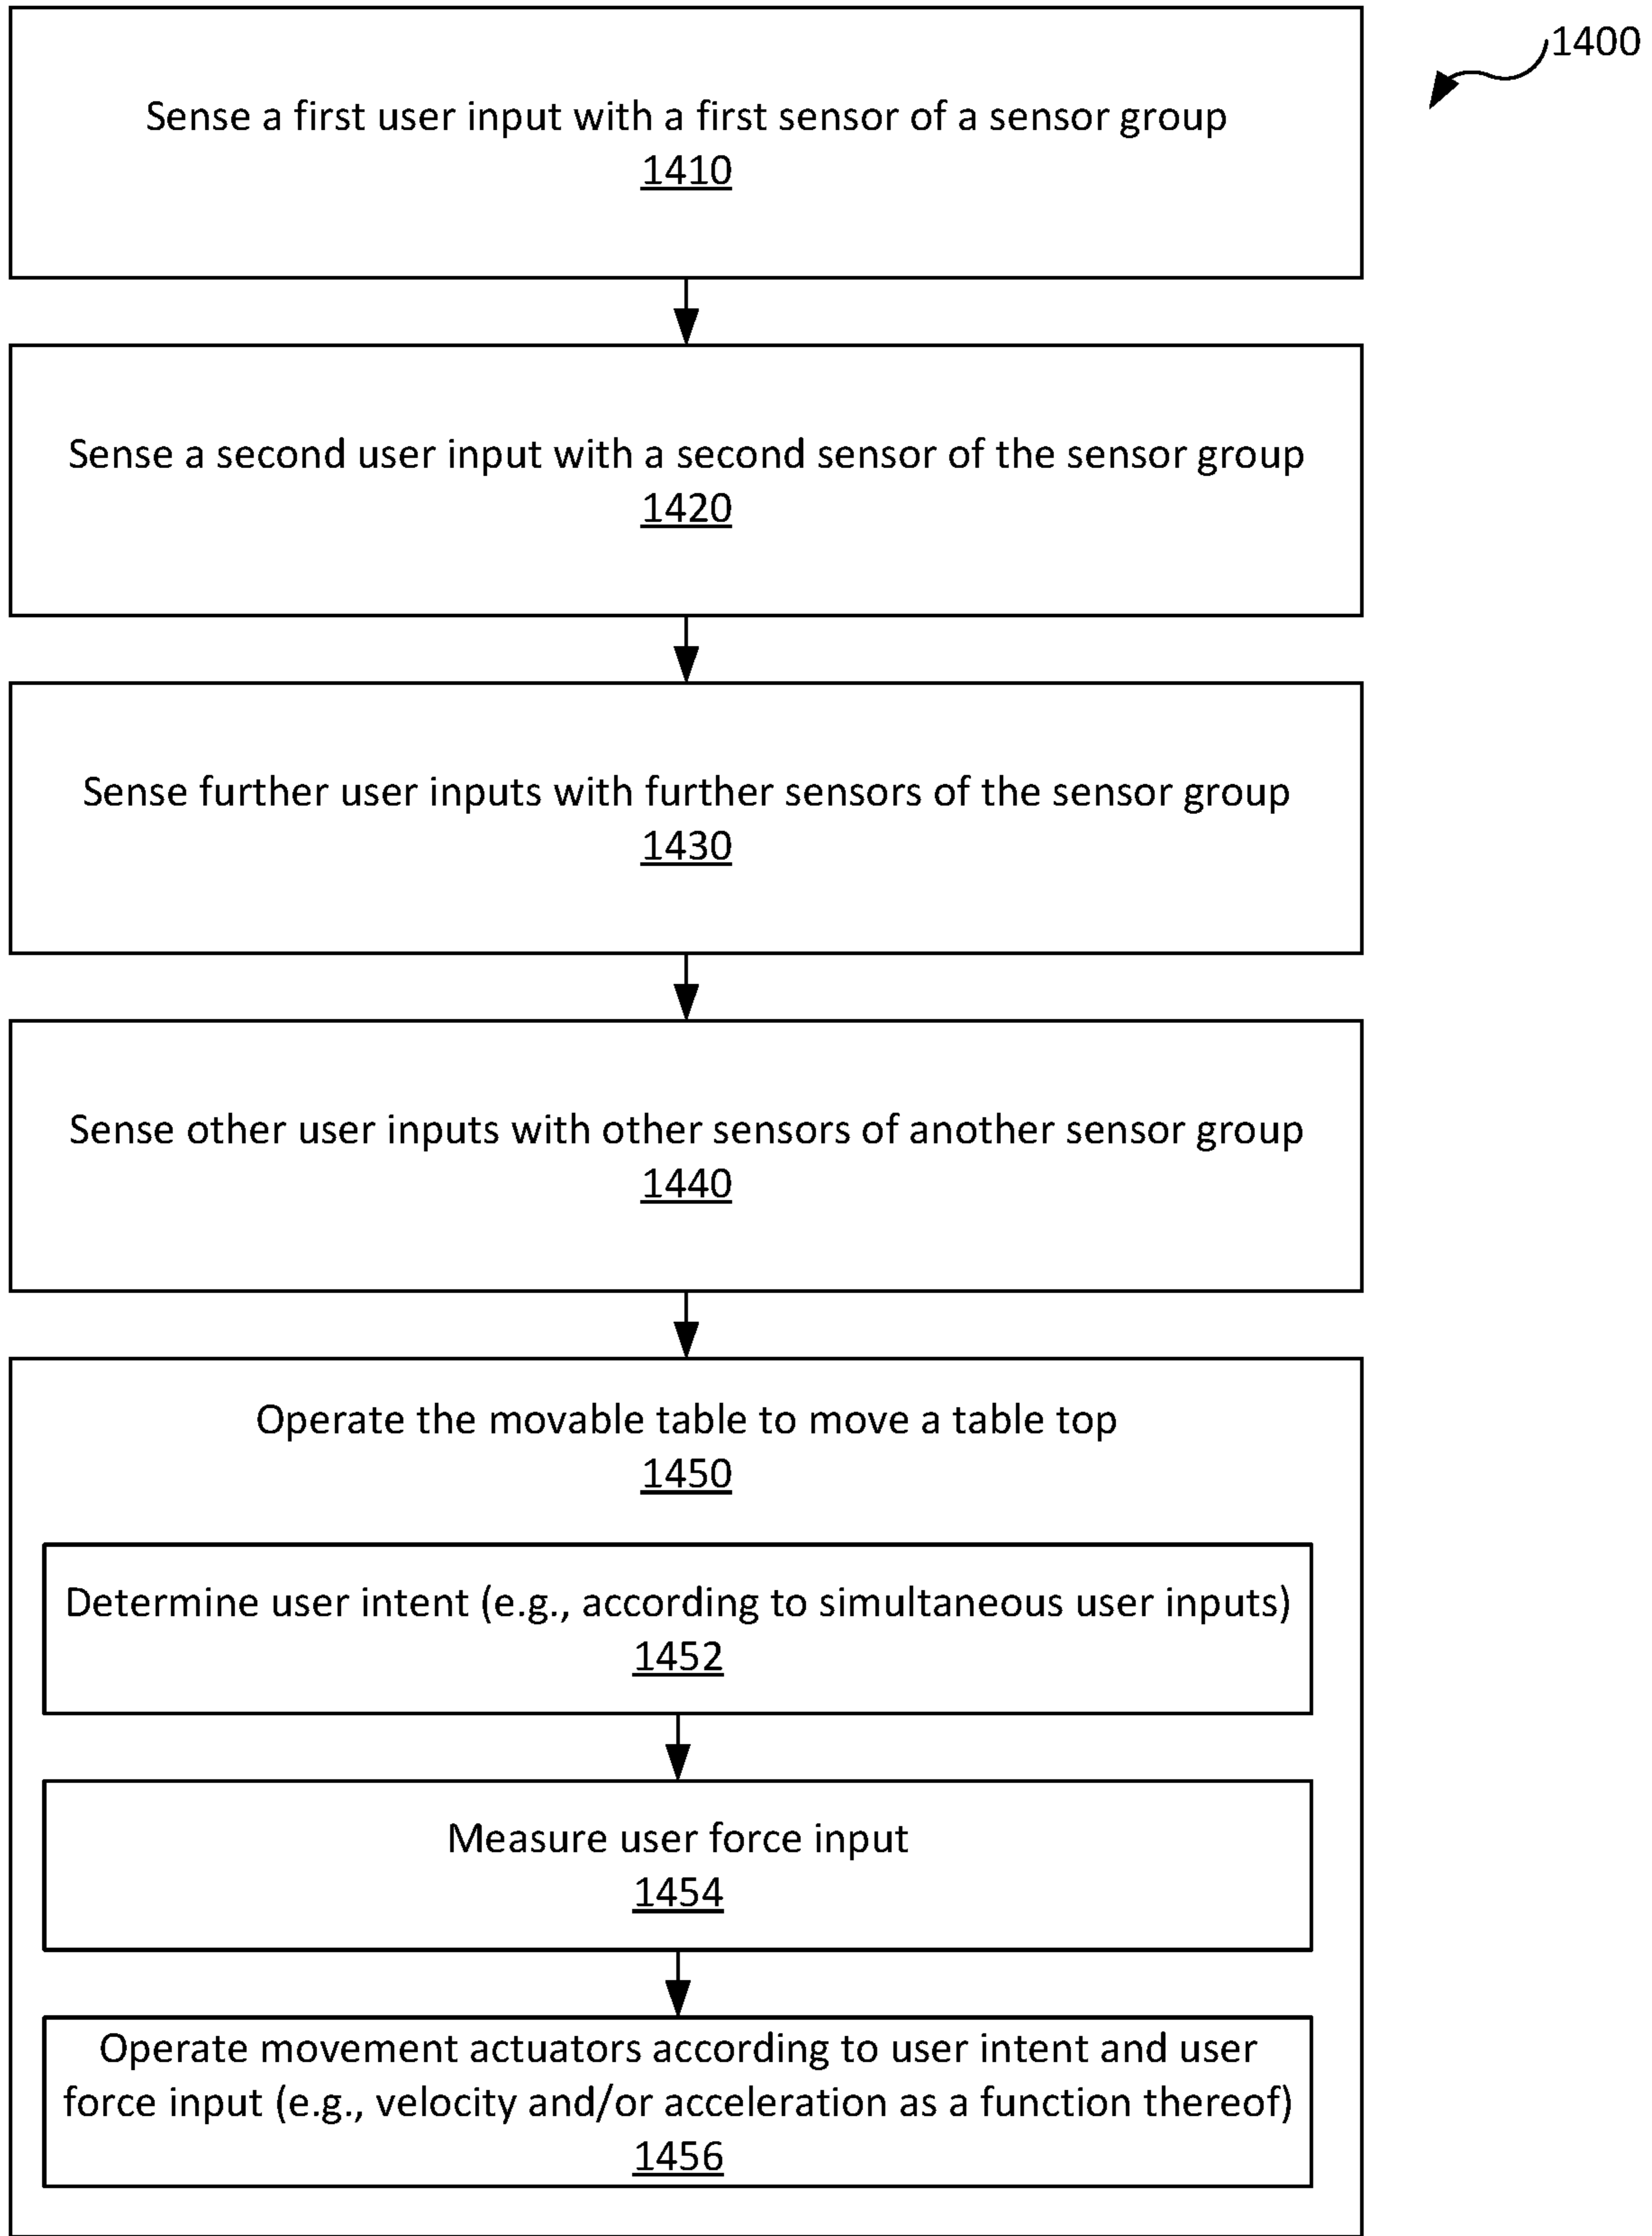 1400
Sense a first user input with a first sensor of a sensor group
1410
Sense a second user input with a second sensor of the sensor group
1420
Sense further user inputs with further sensors of the sensor group
1430
Sense other user inputs with other sensors of another sensor group
1440
Operate the movable table to move a table top
1450
Determine user intent (e.g., according to simultaneous user inputs)
1452
Measure user force input
1454
Operate movement actuators according to user intent and user
force input (e.g., velocity and/or acceleration as a function thereof)
1456